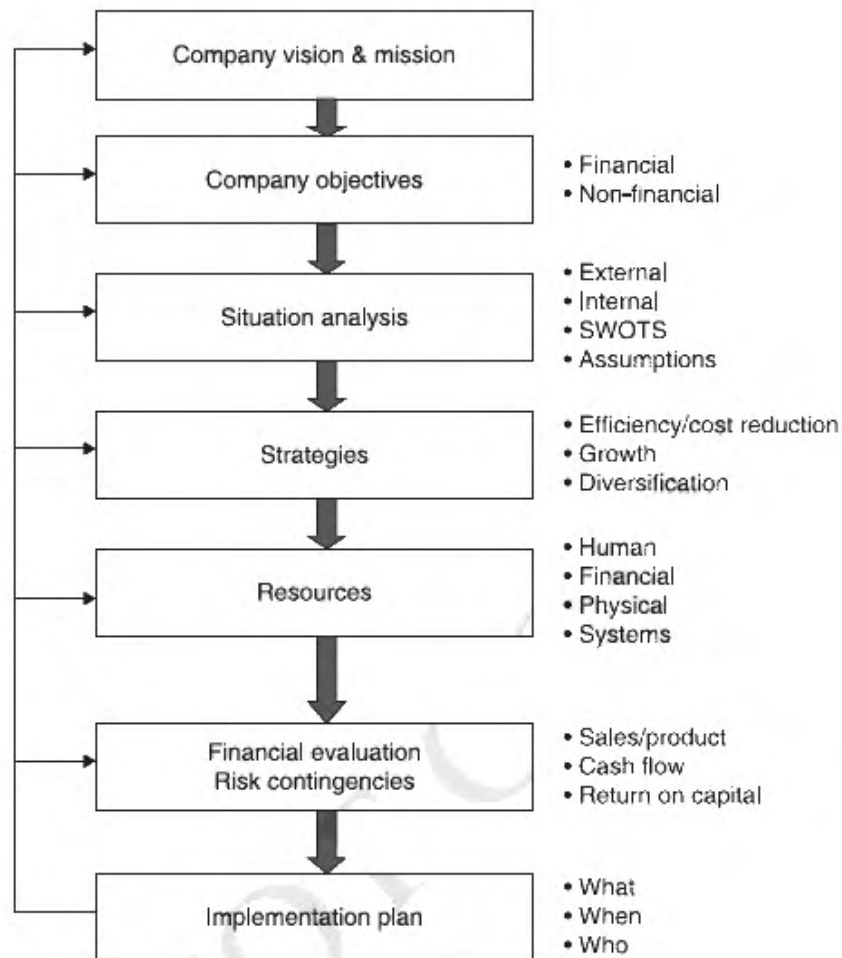 Company vision & mission
Company objectives
• Financial
• Non-financial
Situation analysis
• External
• Internal
• SWOTS
• Assumptions
Strategies
• Efficiency/cost reduction
• Growth
• Diversification
Resources
• Human
• Financial
• Physical
• Systems
Financial evaluation
Risk contingencies
• Sales/product
• Cash flow
• Return on capital
Implementation plan
• What
• When
• Who